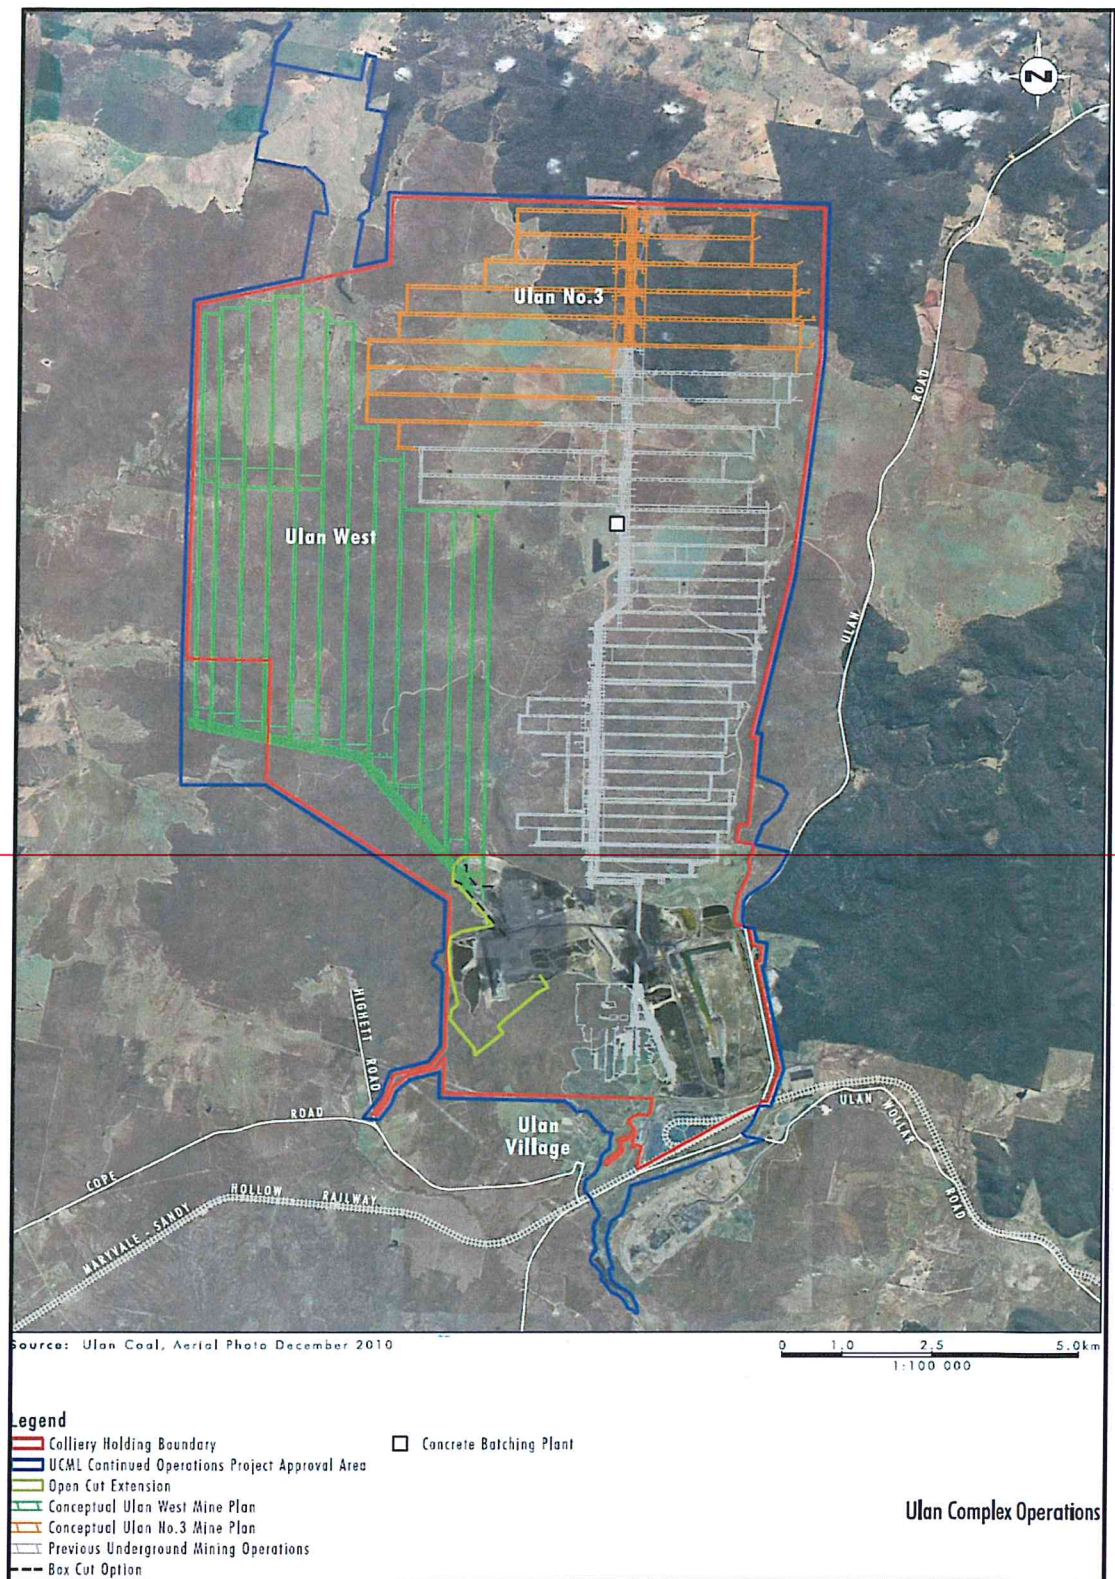 N
Ulan No.3
ROAD
Ulan West
ULAN
HIGHETT ROAD
ULAN WOLLAR
ROAD
ROAD
Ulan
Village
COPE
HOLLOW RAILWAY
MARYVALE - SANDY
Source: Ulan Coal, Aerial Photo December 2010
0 1.0 2.5 5.0km
1:100 000
Legend
Colliery Holding Boundary
Concrete Batching Plant
UCML Continued Operations Project Approval Area
Open Cut Extension
Conceptual Ulan West Mine Plan
Conceptual Ulan No.3 Mine Plan
Ulan Complex Operations
Previous Underground Mining Operations
Box Cut Option